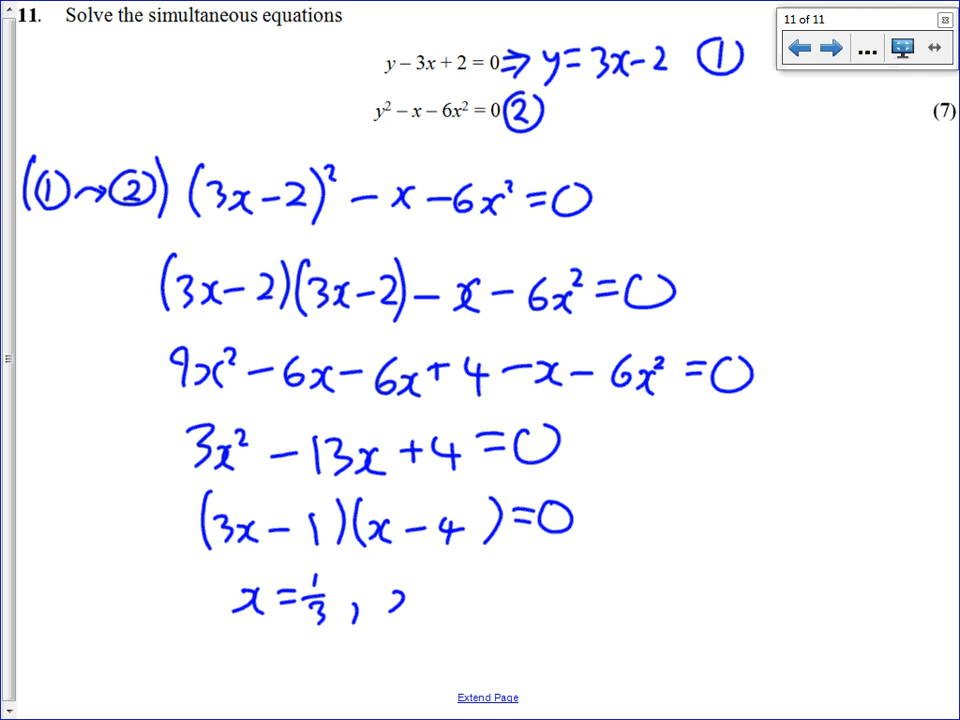 11. Solve the simultaneous equations
11 of 11
y – 3x + 2 = 0 ⇒ y = 3x – 2 ①
...
y² – x – 6x² = 0 ②
(7)
(① → ②) (3x – 2)² – x – 6x² = 0
(3x – 2)(3x – 2) – x – 6x² = 0
9x² – 6x – 6x + 4 – x – 6x² = 0
3x² – 13x + 4 = 0
(3x – 1)(x – 4) = 0
x = 1/3 ,
Extend Page